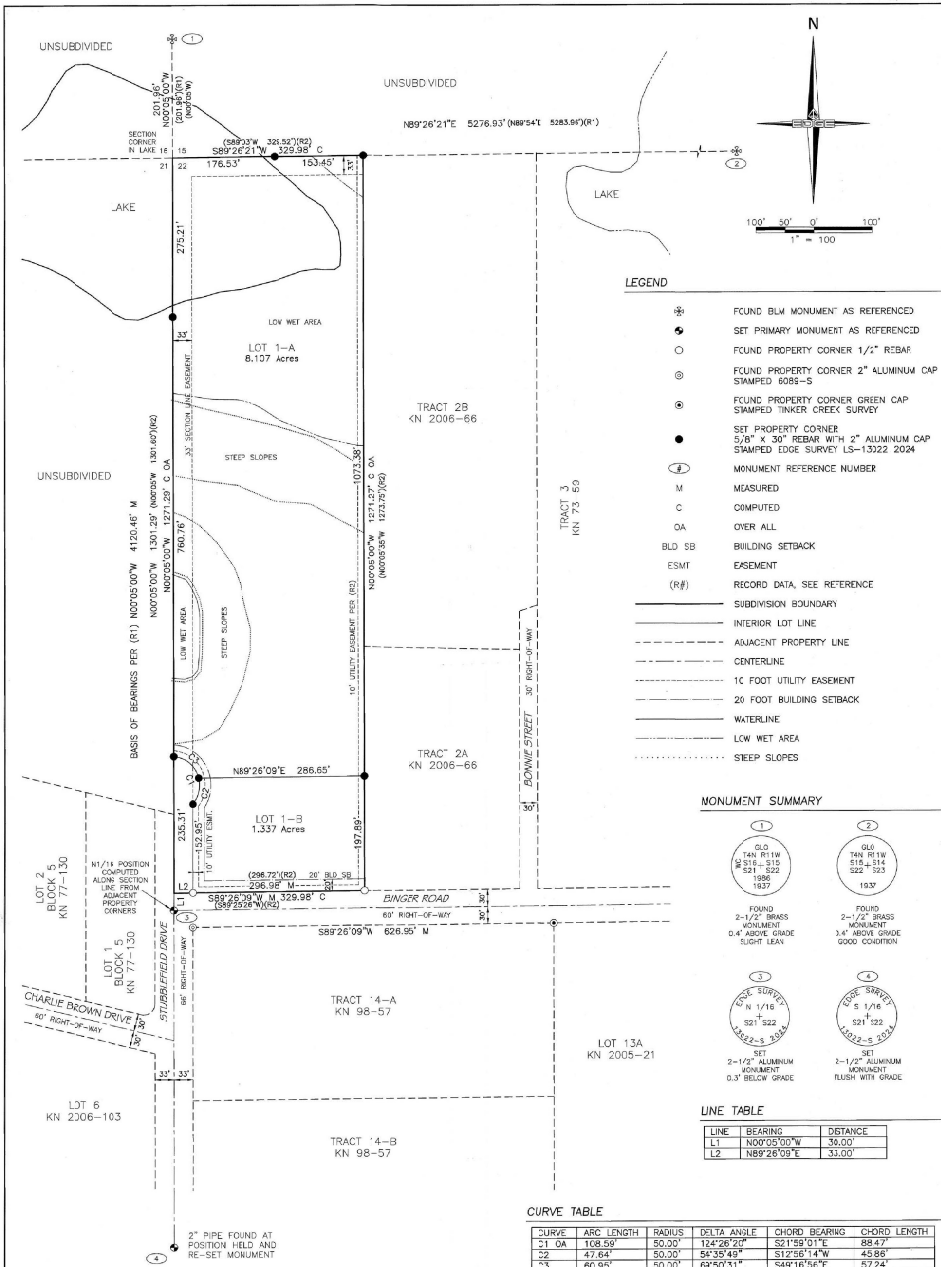 UNSUBDIVIDED
1
201.96'
N00°05'00"W
(201.96')(R1)
(N00°05'W)
UNSUBDIVIDED
N89°26'21"E 5276.93'
N
EDGE
SECTION
CORNER
IN LAKE
16 15
21 22
S89°26'21"W 329.98' C
176.53'
153.45'
33'
2
LAKE
LAKE
100' 50' 0' 100'
1" = 100
275.21'
33'
LOW WET AREA
LOT 1-A
8.107 Acres
33' SECTION LINE EASEMENT
STEEP SLOPES
UNSUBDIVIDED
TRACT 2B
KN 2006-66
1073.38'
N00°05'00"W 1271.27' C OA
(N00°05'35"W 1273.75')(R2)
TRACT 3
KN 73 59
BASIS OF BEARINGS PER (R1) N00°05'00"W 4120.46' M
N00°05'00"W 1301.29' (N00°05'W 1301.60')(R2)
N00°05'00"W 1271.29' C OA
760.76'
LOW WET AREA
STEEP SLOPES
10' UTILITY EASEMENT PER (R2)
BONNIE STREET 30' RIGHT-OF-WAY
30'
TRACT 2A
KN 2006-66
C3
C1
C2
N89°26'09"E 286.65'
LOT 1-B
1.337 Acres
235.31'
152.95'
10' UTILITY ESMT.
197.89'
(296.72')(R2) 20' BLD SB
296.98' M
20'
L2
L1
S89°26'09"W M 329.98' C
(S89°25'26"W)(R2)
BINGER ROAD
60' RIGHT-OF-WAY
30'
30'
N1/16 POSITION
COMPUTED
ALONG SECTION
LINE FROM
ADJACENT
PROPERTY
CORNERS
3
S89°26'09"W 626.95' M
LOT 2
BLOCK 5
KN 77-130
LOT 1
BLOCK 5
KN 77-130
STUBBLEFIELD DRIVE
66' RIGHT-OF-WAY
CHARLIE BROWN DRIVE
60' RIGHT-OF-WAY
30'
30'
33' 33'
TRACT 14-A
KN 98-57
LOT 13A
KN 2005-21
LOT 6
KN 2006-103
TRACT 14-B
KN 98-57
4
2" PIPE FOUND AT
POSITION HELD AND
RE-SET MONUMENT
LEGEND
FOUND BLM MONUMENT AS REFERENCED
SET PRIMARY MONUMENT AS REFERENCED
FOUND PROPERTY CORNER 1/2" REBAR
FOUND PROPERTY CORNER 2" ALUMINUM CAP
STAMPED 6089-S
FOUND PROPERTY CORNER GREEN CAP
STAMPED TINKER CREEK SURVEY
SET PROPERTY CORNER
5/8" X 30" REBAR WITH 2" ALUMINUM CAP
STAMPED EDGE SURVEY LS-13022 2024
# MONUMENT REFERENCE NUMBER
M MEASURED
C COMPUTED
OA OVER ALL
BLD SB BUILDING SETBACK
ESMT EASEMENT
(R#) RECORD DATA, SEE REFERENCE
SUBDIVISION BOUNDARY
INTERIOR LOT LINE
ADJACENT PROPERTY LINE
CENTERLINE
10 FOOT UTILITY EASEMENT
20 FOOT BUILDING SETBACK
WATERLINE
LOW WET AREA
STEEP SLOPES
MONUMENT SUMMARY
1
GLO
T4N R11W
WC S16 S15
S21 S22
1986
1937
FOUND
2-1/2" BRASS
MONUMENT
0.4' ABOVE GRADE
SLIGHT LEAN
2
GLO
T4N R11W
S15 S14
S22 S23
1937
FOUND
2-1/2" BRASS
MONUMENT
0.4' ABOVE GRADE
GOOD CONDITION
3
EDGE SURVEY
N 1/16
S21 S22
13022-S 2024
SET
2-1/2" ALUMINUM
MONUMENT
0.3' BELOW GRADE
4
EDGE SURVEY
S 1/16
S21 S22
13022-S 2024
SET
2-1/2" ALUMINUM
MONUMENT
FLUSH WITH GRADE
LINE TABLE
LINE BEARING DISTANCE
L1 N00°05'00"W 30.00'
L2 N89°26'09"E 33.00'
CURVE TABLE
CURVE ARC LENGTH RADIUS DELTA ANGLE CHORD BEARING CHORD LENGTH
C1 OA 108.59' 50.00' 124°26'20" S21°59'01"E 88.47'
C2 47.64' 50.00' 54°35'49" S12°56'14"W 45.86'
C3 60.95' 50.00' 69°50'31" S49°16'56"E 57.24'